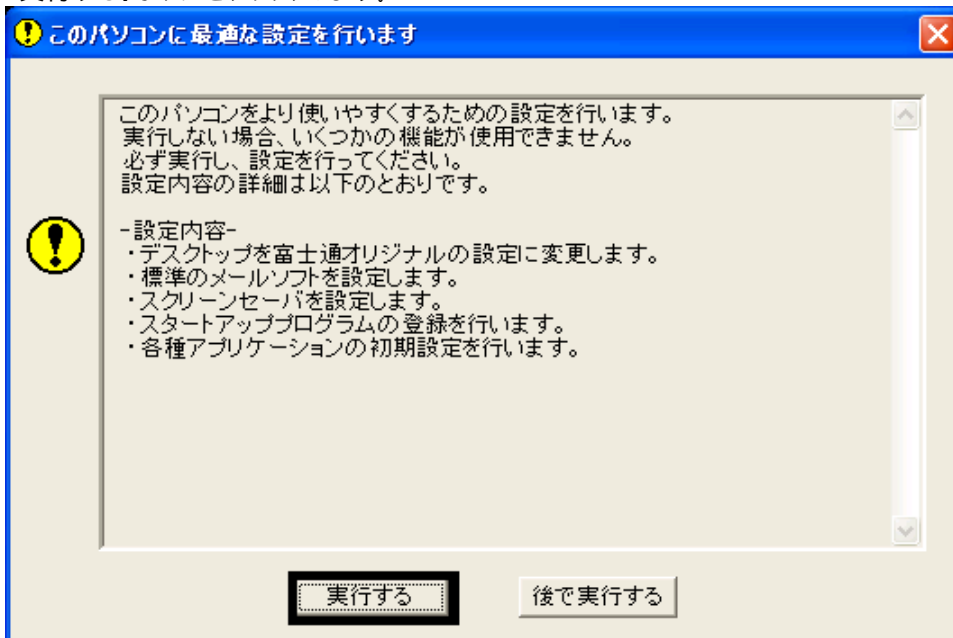 このパソコンに最適な設定を行います
このパソコンをより使いやすくするための設定を行います。
実行しない場合、いくつかの機能が使用できません。
必ず実行し、設定を行ってください。
設定内容の詳細は以下のとおりです。
-設定内容-
・デスクトップを富士通オリジナルの設定に変更します。
・標準のメールソフトを設定します。
・スクリーンセーバを設定します。
・スタートアッププログラムの登録を行います。
・各種アプリケーションの初期設定を行います。
実行する
後で実行する